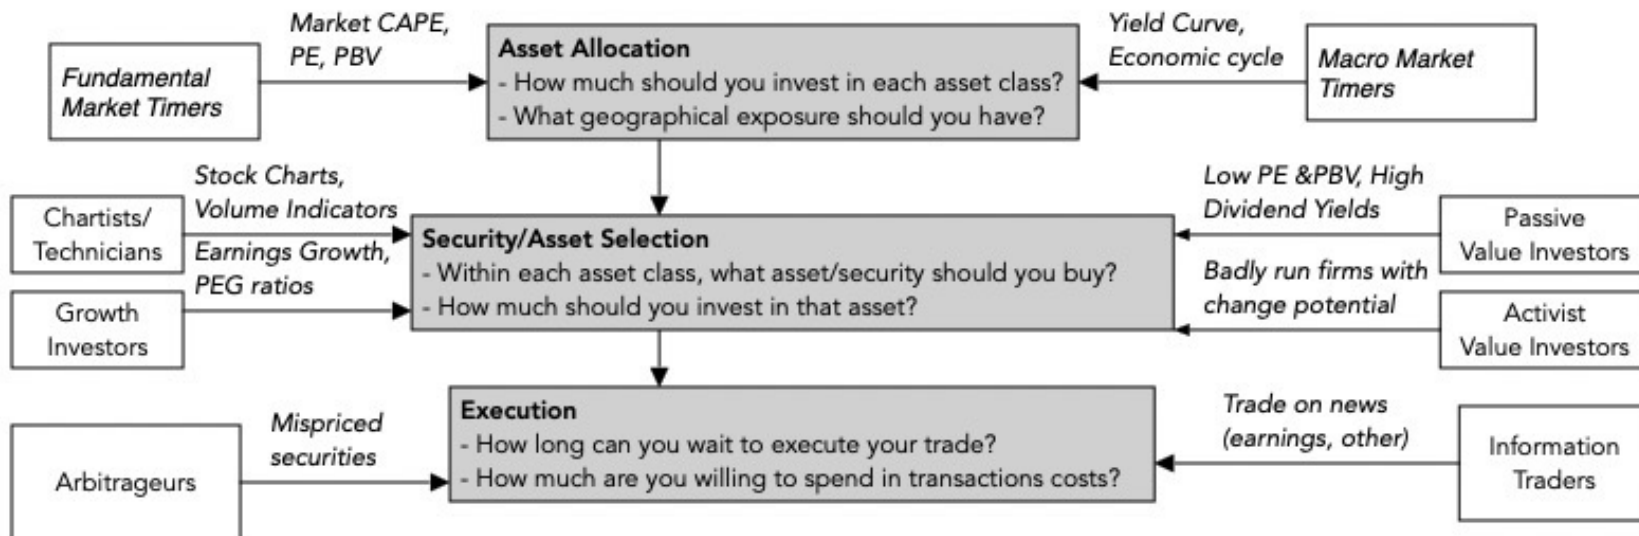 Market CAPE,
PE, PBV
Yield Curve,
Economic cycle
Fundamental
Market Timers
Asset Allocation
- How much should you invest in each asset class?
- What geographical exposure should you have?
Macro Market
Timers
Stock Charts,
Volume Indicators
Low PE &PBV, High
Dividend Yields
Chartists/
Technicians
Earnings Growth,
PEG ratios
Growth
Investors
Security/Asset Selection
- Within each asset class, what asset/security should you buy?
- How much should you invest in that asset?
Passive
Value Investors
Badly run firms with
change potential
Activist
Value Investors
Mispriced
securities
Arbitrageurs
Execution
- How long can you wait to execute your trade?
- How much are you willing to spend in transactions costs?
Trade on news
(earnings, other)
Information
Traders